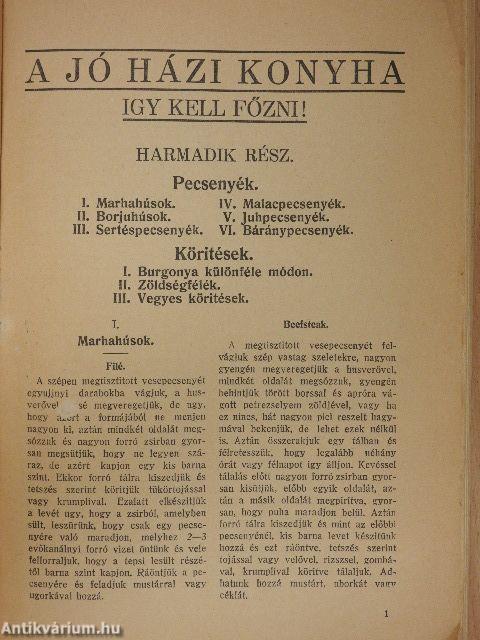 A JÓ HÁZI KONYHA
IGY KELL FŐZNI!
HARMADIK RÉSZ.
Pecsenyék.
I. Marhahúsok.
II. Borjuhúsok.
III. Sertéspecsenyék.
IV. Malacpecsenyék.
V. Juhpecsenyék.
VI. Báránypecsenyék.
Köritések.
I. Burgonya különféle módon.
II. Zöldségfélék.
III. Vegyes köritések.
I.
Marhahúsok.
Filé.
A szépen megtisztitott vesepecsenyét
egyujjnyi darabokba vágjuk, a hus-
verővel sé megveregetjük, de ugy,
hogy azért a formájából ne menjen
nagyon ki, aztán mindkét oldalát meg-
sózzuk és nagyon forró zsirban gyor-
san megsütjük, hogy ne legyen szá-
raz, de azért kapjon egy kis barna
szint. Ekkor forró tálra kiszedjük és
tetszés szerint köritjük tükörtojással
vagy krumplival. Ezalatt elkészitjük
a levét ugy, hogy a zsirból, amelyben
sült, leszürünk, hogy csak egy pecse-
nyére való maradjon, melyhez 2—3
evőkanálnyi forró vizet öntünk és vele
felforraljuk, hogy a tepsi lesült részé-
től barna szint kapjon. Ráöntjük a pe-
csenyére és feladjuk mustárral vagy
ugorkával hozzá.
Beefsteak.
A megtisztitott vesepecsenyét fel-
vágjuk szép vastag szeletekre, nagyon
gyengén megveregetjük a husverővel,
mindkét oldalát megsózzuk, gyengén
behintjük törött borssal és apróra vá-
gott petrezselyem zöldjével, vagy ha
ez nincs, hát nagyon pici reszelt hagy-
mával bekenjük, de lehet ezek nélkül
is. Aztán összerakjuk egy tálban és
félretesszük, hogy legalább néhány
órát vagy félnapot igy álljon. Kevéssel
tálalás előtt nagyon forró zsirban gyor-
san kisütjük, előbb egyik oldalát, az-
tán a másik oldalát megpiritva, gyor-
san, hogy puha maradjon belül. Aztán
forró tálra kiszedjük és mint az előbbi
pecsenyénél, kis barna levet készitünk
hozzá és ezt ráöntve, tetszés szerint
tojással vagy velővel, rizszsel, gombá-
val, krumplival köritve tálaljuk. Ad-
hatunk hozzá mustárt, uborkát vagy
céklát.
1
Antikvárium.hu